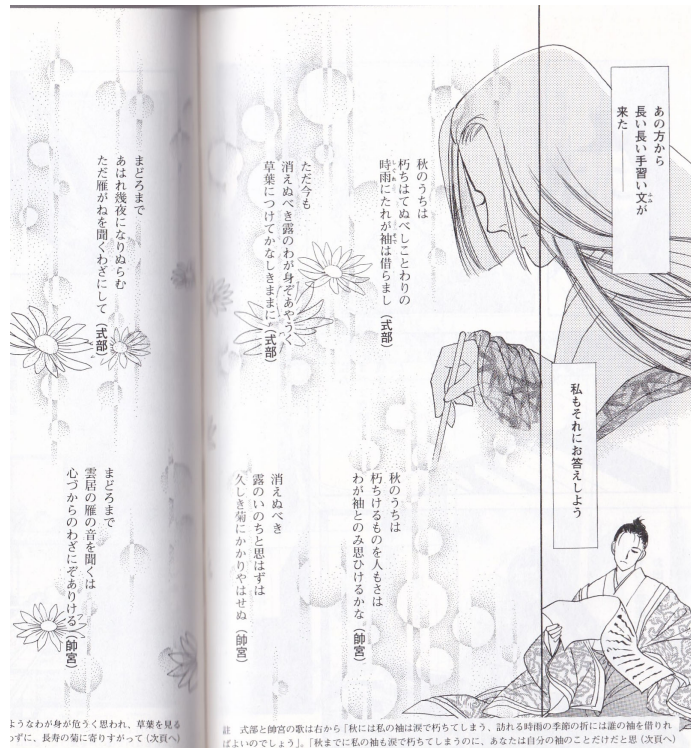 あの方から
長い長い手習い文が
来た――
私もそれにお答えしよう
秋のうちは
朽ちはてぬべしことわりの
時雨にたれが袖は借らまし(式部)
秋のうちは
朽ちけるものを人もさは
わが袖とのみ思ひけるかな(帥宮)
ただ今も
消えぬべき露のわが身ぞあやうく
草葉につけてかなしきままに(式部)
消えぬべき
露のいのちと思はずは
久しき菊にかかりやはせぬ(帥宮)
まどろまで
あはれ幾夜になりぬらむ
ただ雁がねを聞くわざにして(式部)
まどろまで
雲居の雁の音を聞くは
心づからのわざにぞありける(帥宮)
註 式部と帥宮の歌は右から「秋には私の袖は涙で朽ちてしまう、訪れる時雨の季節の折には誰の袖を借りれ
ばよいのでしょう」。「秋までに私の袖も涙で朽ちてしまうのに、あなたは自分の袖のことだけだと思(次頁へ)
ようなわが身が危うく思われ、草葉を見る
わずに、長寿の菊に寄りすがって(次頁へ)